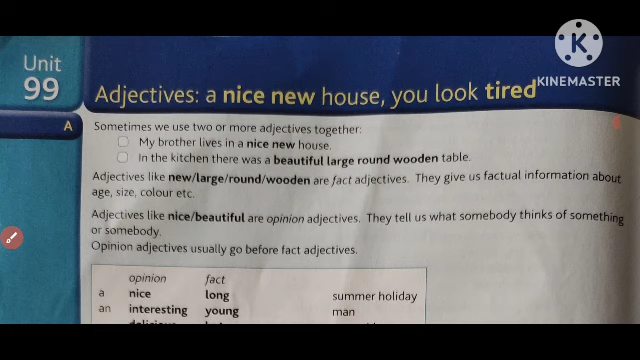 Unit
99
KINEMASTER
Adjectives: a nice new house, you look tired
A
Sometimes we use two or more adjectives together:
My brother lives in a nice new house.
In the kitchen there was a beautiful large round wooden table.
Adjectives like new/large/round/wooden are fact adjectives. They give us factual information about
age, size, colour etc.
Adjectives like nice/beautiful are opinion adjectives. They tell us what somebody thinks of something
or somebody.
Opinion adjectives usually go before fact adjectives.
opinion fact
a nice long summer holiday
an interesting young man